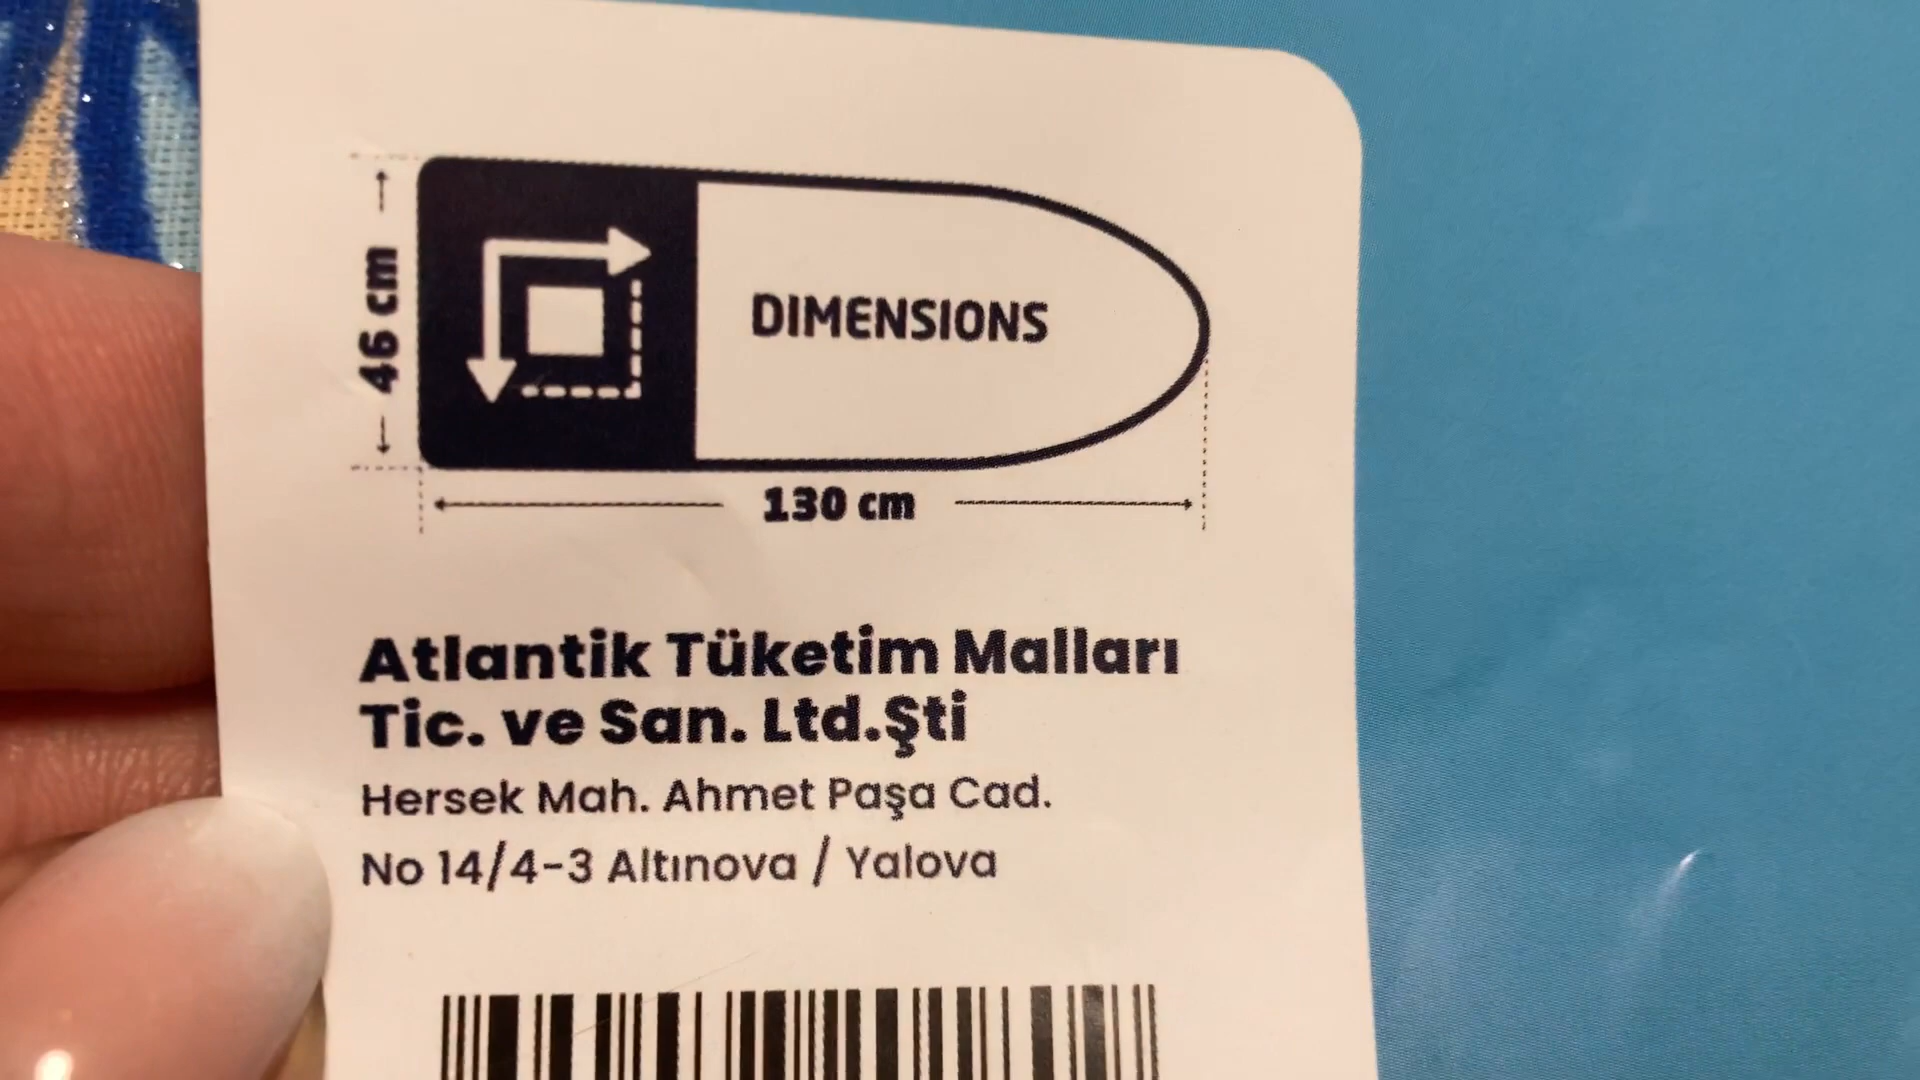 46 cm
DIMENSIONS
130 cm
Atlantik Tüketim Malları
Tic. ve San. Ltd.Şti
Hersek Mah. Ahmet Paşa Cad.
No 14/4-3 Altınova / Yalova